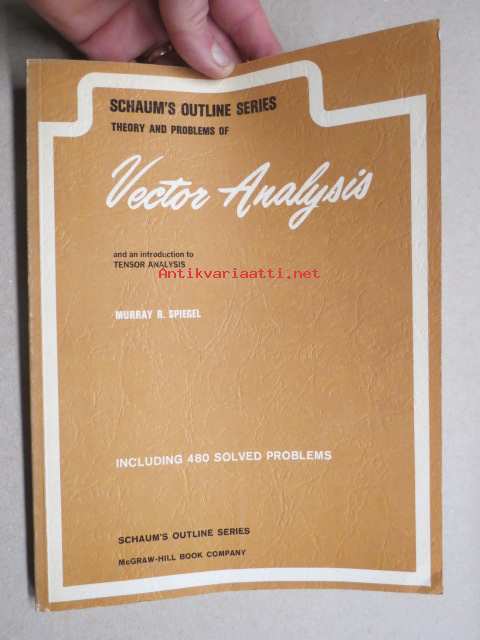 SCHAUM'S OUTLINE SERIES
THEORY AND PROBLEMS OF
Vector Analysis
and an introduction to
TENSOR ANALYSIS
Antikvariaatti.net
MURRAY R. SPIEGEL
INCLUDING 480 SOLVED PROBLEMS
SCHAUM'S OUTLINE SERIES
McGRAW-HILL BOOK COMPANY